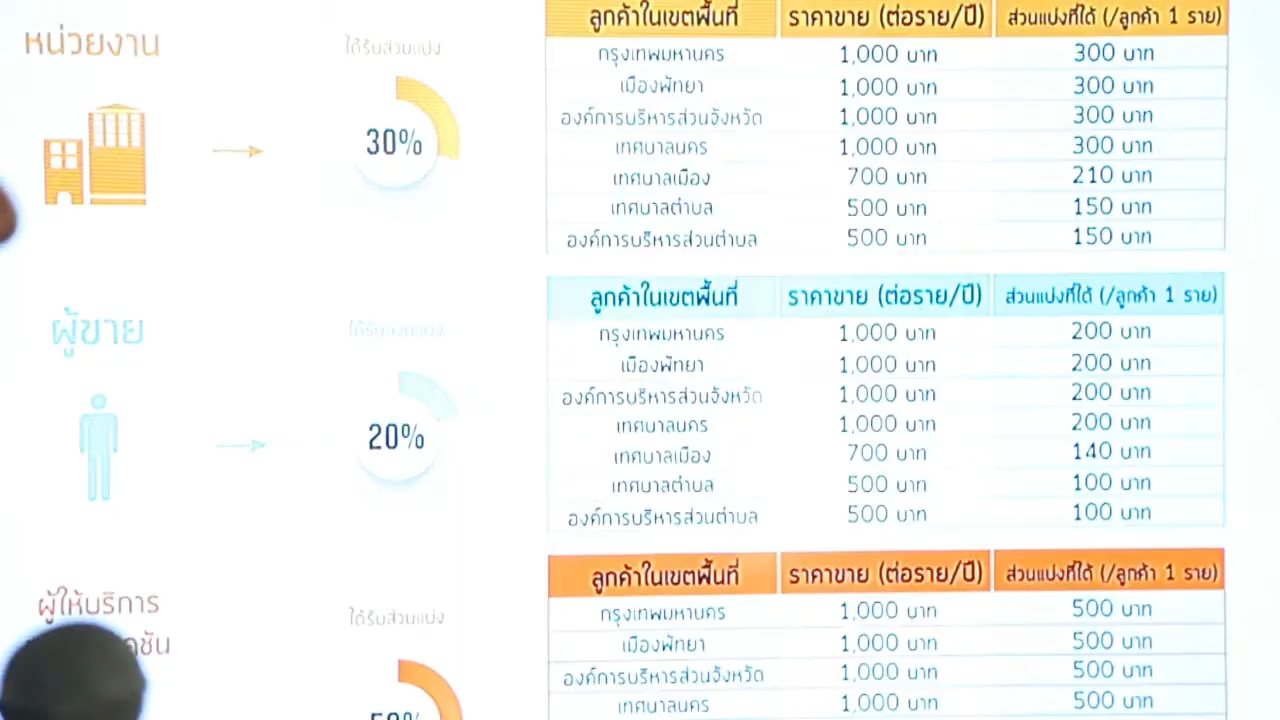 หน่วยงาน
ได้รับส่วนแบ่ง
30%
ลูกค้าในเขตพื้นที่ ราคาขาย (ต่อราย/ปี) ส่วนแบ่งที่ได้ (/ลูกค้า 1 ราย)
กรุงเทพมหานคร 1,000 บาท 300 บาท
เมืองพัทยา 1,000 บาท 300 บาท
องค์การบริหารส่วนจังหวัด 1,000 บาท 300 บาท
เทศบาลนคร 1,000 บาท 300 บาท
เทศบาลเมือง 700 บาท 210 บาท
เทศบาลตำบล 500 บาท 150 บาท
องค์การบริหารส่วนตำบล 500 บาท 150 บาท
ผู้ขาย
ได้รับส่วนแบ่ง
20%
ลูกค้าในเขตพื้นที่ ราคาขาย (ต่อราย/ปี) ส่วนแบ่งที่ได้ (/ลูกค้า 1 ราย)
กรุงเทพมหานคร 1,000 บาท 200 บาท
เมืองพัทยา 1,000 บาท 200 บาท
องค์การบริหารส่วนจังหวัด 1,000 บาท 200 บาท
เทศบาลนคร 1,000 บาท 200 บาท
เทศบาลเมือง 700 บาท 140 บาท
เทศบาลตำบล 500 บาท 100 บาท
องค์การบริหารส่วนตำบล 500 บาท 100 บาท
ผู้ให้บริการ
ได้รับส่วนแบ่ง
50%
ลูกค้าในเขตพื้นที่ ราคาขาย (ต่อราย/ปี) ส่วนแบ่งที่ได้ (/ลูกค้า 1 ราย)
กรุงเทพมหานคร 1,000 บาท 500 บาท
เมืองพัทยา 1,000 บาท 500 บาท
องค์การบริหารส่วนจังหวัด 1,000 บาท 500 บาท
เทศบาลนคร 1,000 บาท 500 บาท